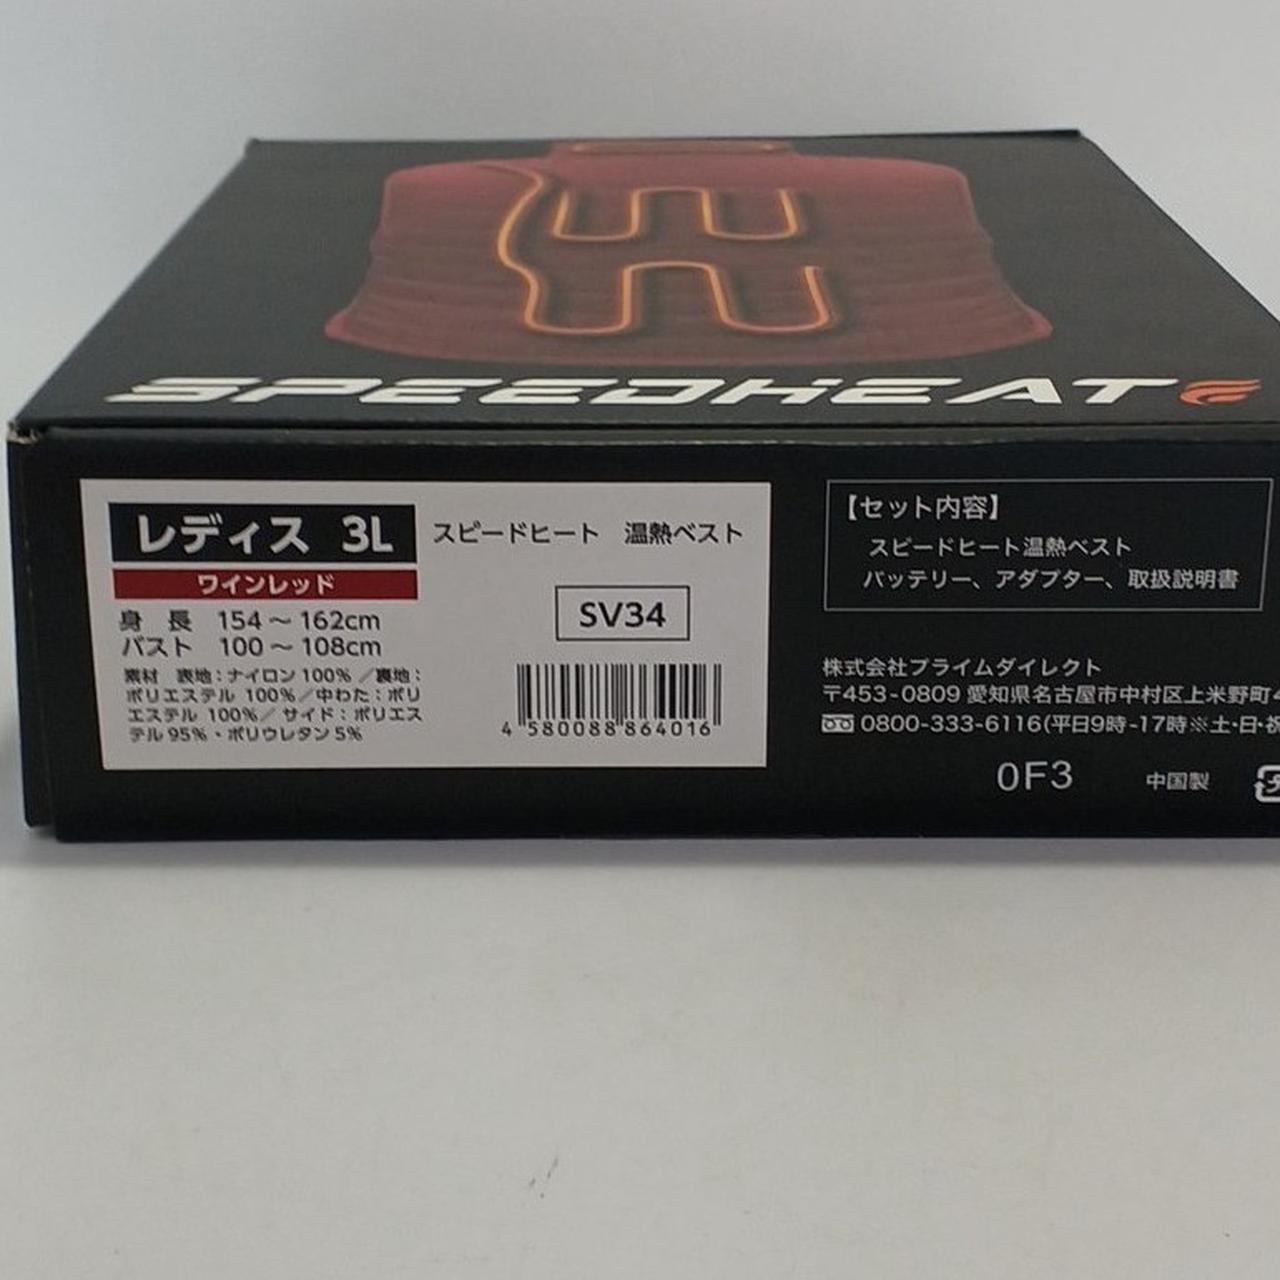 SPEEDHEAT
レディス 3L
ワインレッド
身 長 154～162cm
バスト 100～108cm
素材 表地：ナイロン100％／裏地：
ポリエステル 100％／中わた：ポリ
エステル 100％／サイド：ポリエス
テル95％・ポリウレタン5％
スピードヒート 温熱ベスト
SV34
4 580088 864016
【セット内容】
スピードヒート温熱ベスト
バッテリー、アダプター、取扱説明書
株式会社プライムダイレクト
〒453-0809 愛知県名古屋市中村区上米野町
0800-333-6116(平日9時-17時※土・日・祝
0F3
中国製